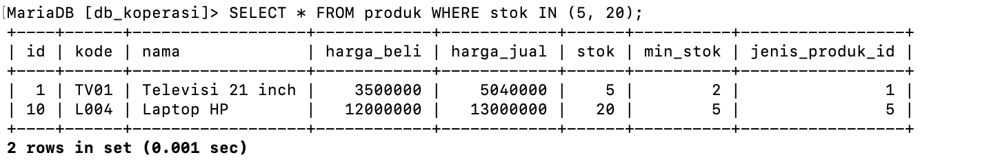 [MariaDB [db_koperasi]> SELECT * FROM produk WHERE stok IN (5, 20);
+----+------+------------------+------------+------------+------+----------+-----------------+
| id | kode | nama             | harga_beli | harga_jual | stok | min_stok | jenis_produk_id |
+----+------+------------------+------------+------------+------+----------+-----------------+
|  1 | TV01 | Televisi 21 inch |    3500000 |    5040000 |    5 |        2 |               1 |
| 10 | L004 | Laptop HP        |   12000000 |   13000000 |   20 |        5 |               5 |
+----+------+------------------+------------+------------+------+----------+-----------------+
2 rows in set (0.001 sec)